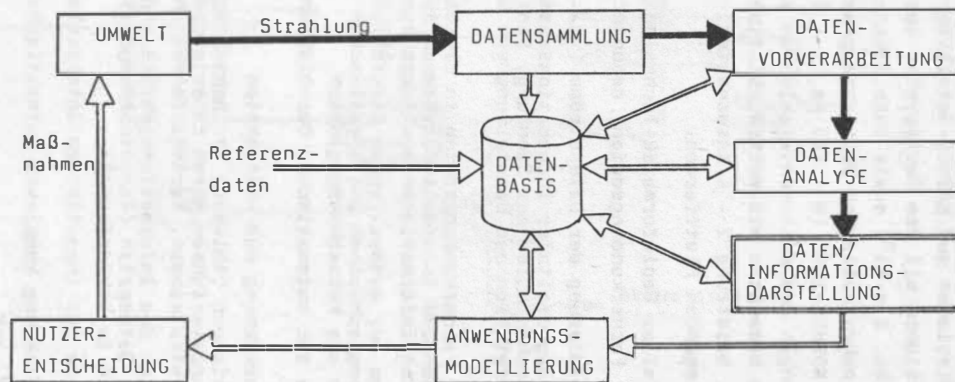 UMWELT
Strahlung
DATENSAMMLUNG
DATEN-
VORVERARBEITUNG
Maß-
nahmen
Referenz-
daten
DATEN-
BASIS
DATEN-
ANALYSE
DATEN/
INFORMATIONS-
DARSTELLUNG
NUTZER-
ENTSCHEIDUNG
ANWENDUNGS-
MODELLIERUNG